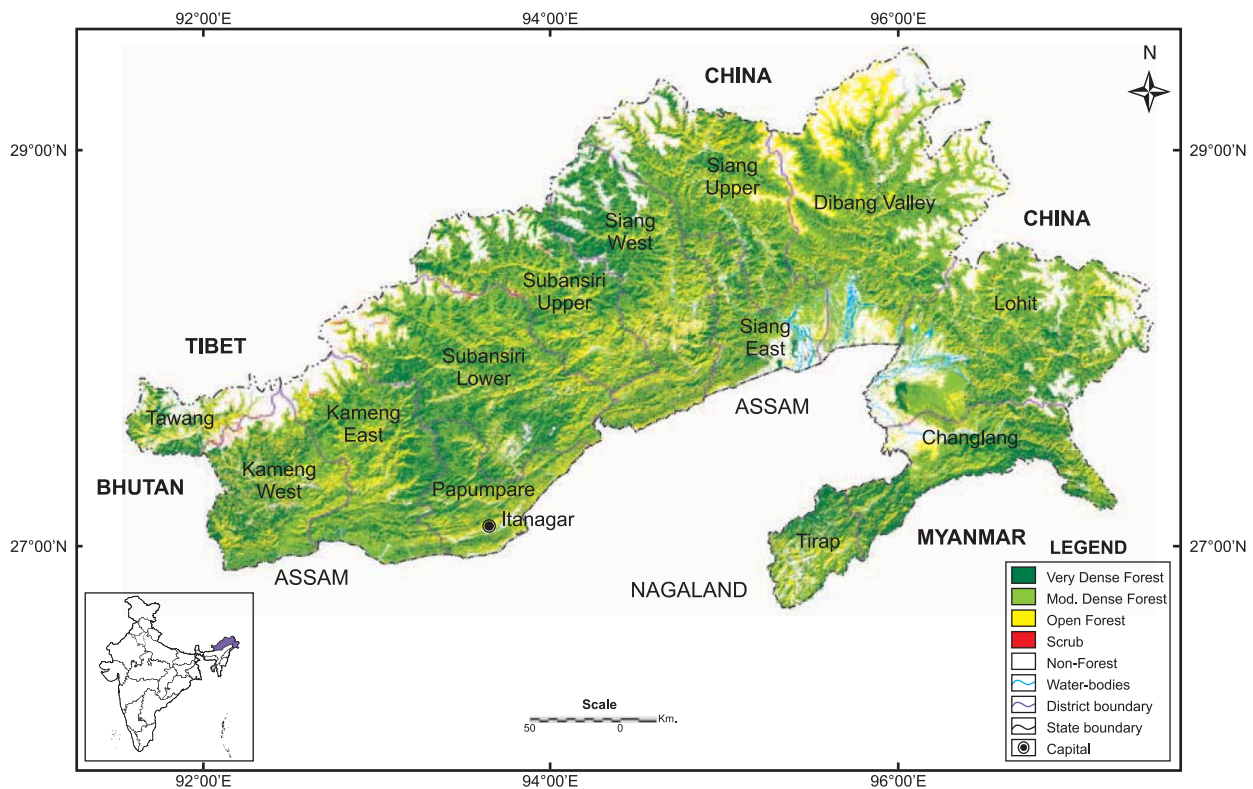 92°00'E
94°00'E
96°00'E
N
CHINA
29°00'N
29°00'N
Siang
Upper
Dibang Valley
CHINA
Siang
West
Subansiri
Upper
Lohit
Siang
East
TIBET
Subansiri
Lower
ASSAM
Tawang
Kameng
East
Changlang
Kameng
West
BHUTAN
Papumpare
Itanagar
MYANMAR
27°00'N
27°00'N
Tirap
ASSAM
NAGALAND
LEGEND
Very Dense Forest
Mod. Dense Forest
Open Forest
Scrub
Non-Forest
Water-bodies
District boundary
State boundary
Capital
Scale
Km.
50
0
92°00'E
94°00'E
96°00'E